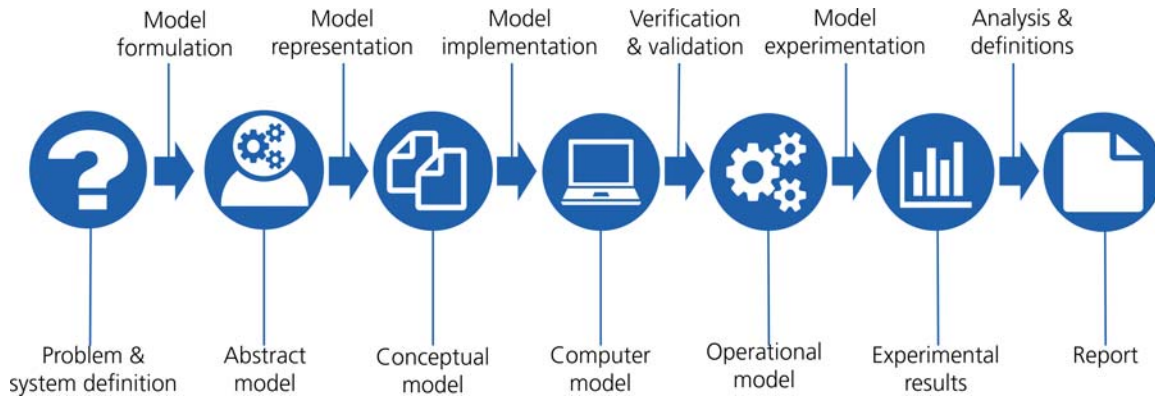 Model
formulation
Model
representation
Model
implementation
Verification
& validation
Model
experimentation
Analysis &
definitions
?
Problem &
system definition
Abstract
model
Conceptual
model
Computer
model
Operational
model
Experimental
results
Report